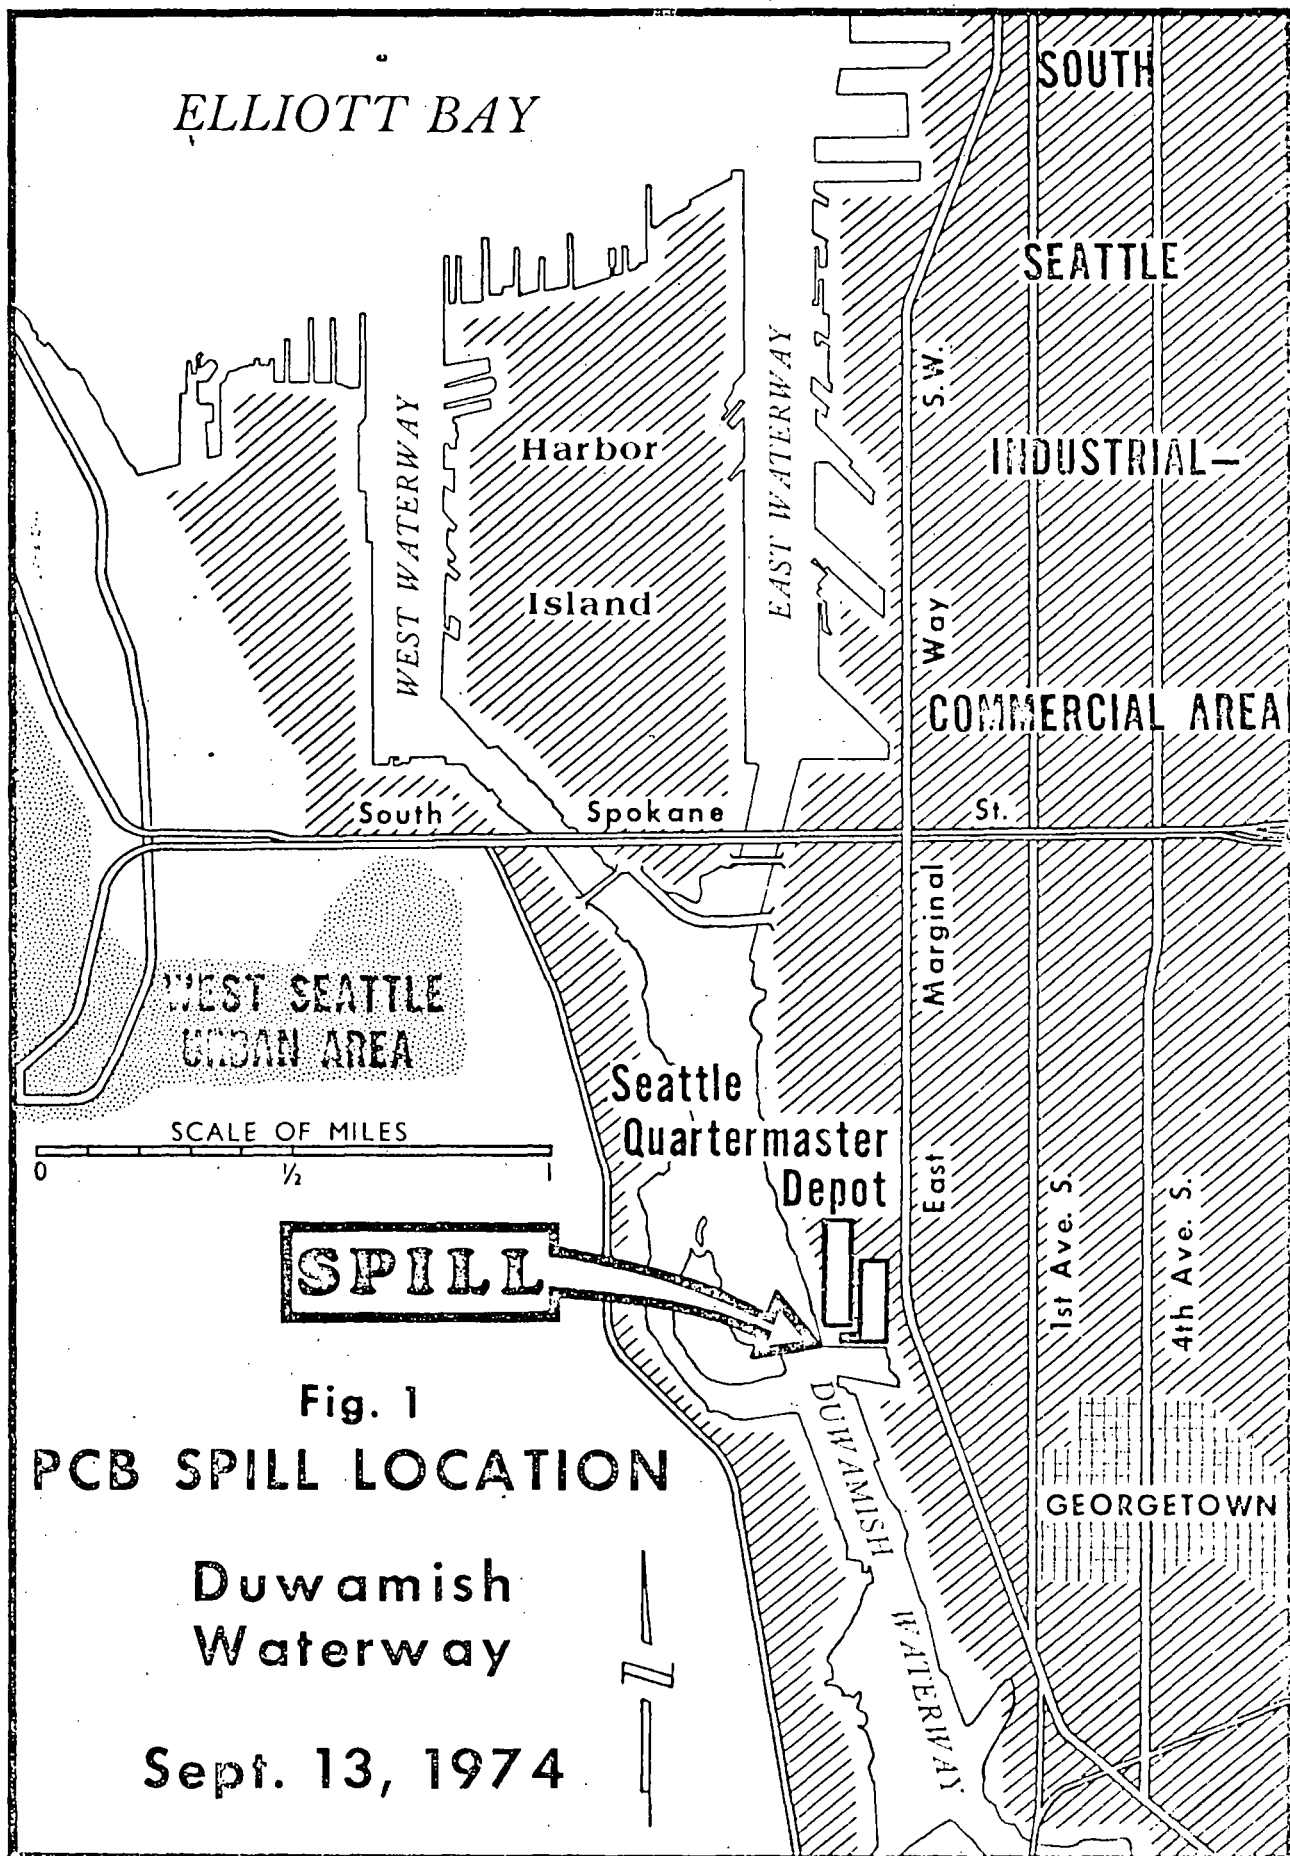 ELLIOTT BAY
SOUTH
SEATTLE
INDUSTRIAL—
COMMERCIAL AREA
WEST WATERWAY
Harbor
Island
EAST WATERWAY
S.W.
Way
Marginal
East
South Spokane St.
WEST SEATTLE
URBAN AREA
SCALE OF MILES
0 ½ 1
Seattle
Quartermaster
Depot
SPILL
1st Ave. S.
4th Ave. S.
GEORGETOWN
DUWAMISH
WATERWAY
Fig. 1
PCB SPILL LOCATION
Duwamish
Waterway
N
Sept. 13, 1974